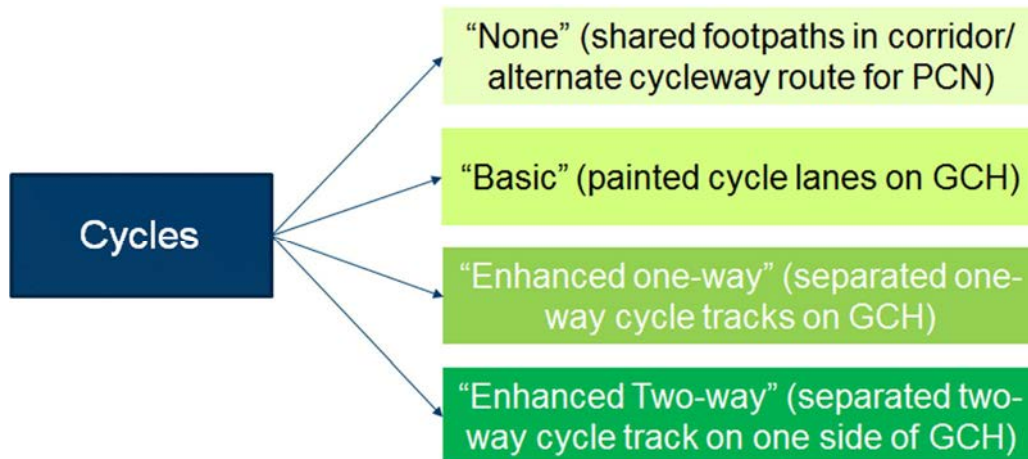 “None” (shared footpaths in corridor/
alternate cycleway route for PCN)
“Basic” (painted cycle lanes on GCH)
Cycles
“Enhanced one-way” (separated one-
way cycle tracks on GCH)
“Enhanced Two-way” (separated two-
way cycle track on one side of GCH)